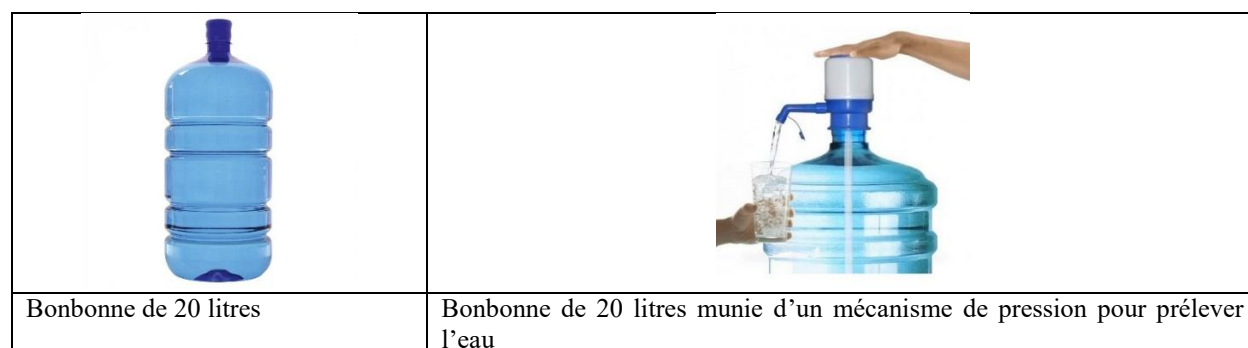 Bonbonne de 20 litres
Bonbonne de 20 litres munie d’un mécanisme de pression pour prélever
l’eau